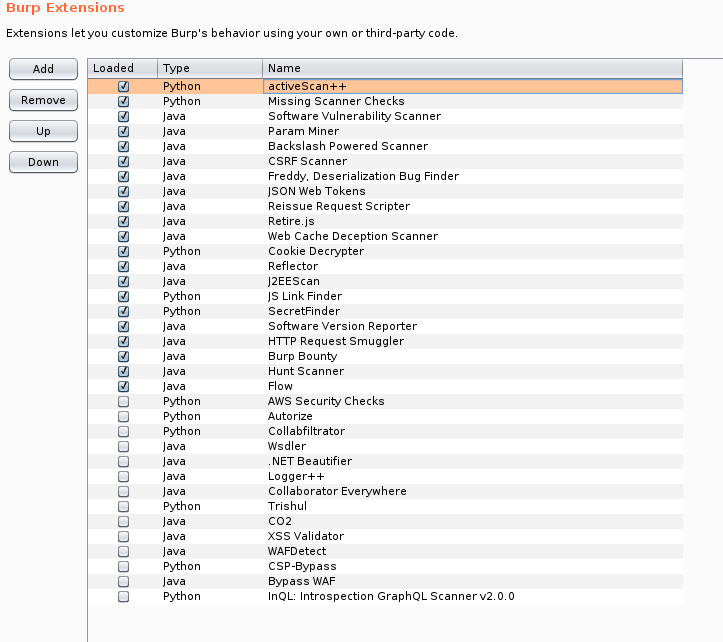 Burp Extensions
Extensions let you customize Burp's behavior using your own or third-party code.
Add
Remove
Up
Down
Loaded Type Name
Python activeScan++
Python Missing Scanner Checks
Java Software Vulnerability Scanner
Java Param Miner
Java Backslash Powered Scanner
Java CSRF Scanner
Java Freddy, Deserialization Bug Finder
Java JSON Web Tokens
Java Reissue Request Scripter
Java Retire.js
Java Web Cache Deception Scanner
Python Cookie Decrypter
Java Reflector
Java J2EEScan
Python JS Link Finder
Python SecretFinder
Java Software Version Reporter
Java HTTP Request Smuggler
Java Burp Bounty
Java Hunt Scanner
Java Flow
Python AWS Security Checks
Python Autorize
Python Collabfiltrator
Java Wsdler
Java .NET Beautifier
Java Logger++
Java Collaborator Everywhere
Python Trishul
Java CO2
Java XSS Validator
Java WAFDetect
Python CSP-Bypass
Java Bypass WAF
Python InQL: Introspection GraphQL Scanner v2.0.0